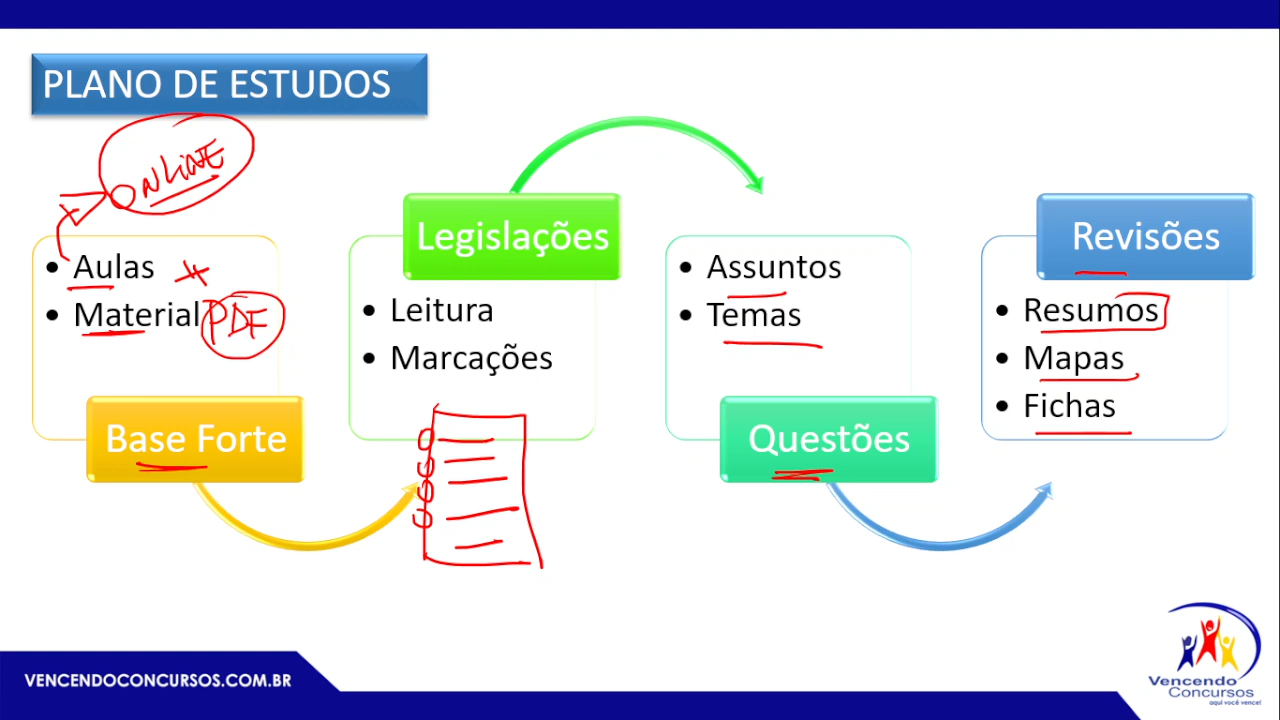 PLANO DE ESTUDOS
ONLINE
• Aulas
• Material PDF
Base Forte
Legislações
• Leitura
• Marcações
• Assuntos
• Temas
Questões
Revisões
• Resumos
• Mapas
• Fichas
VENCENDOCONCURSOS.COM.BR
Vencendo
Concursos
aqui você vence!